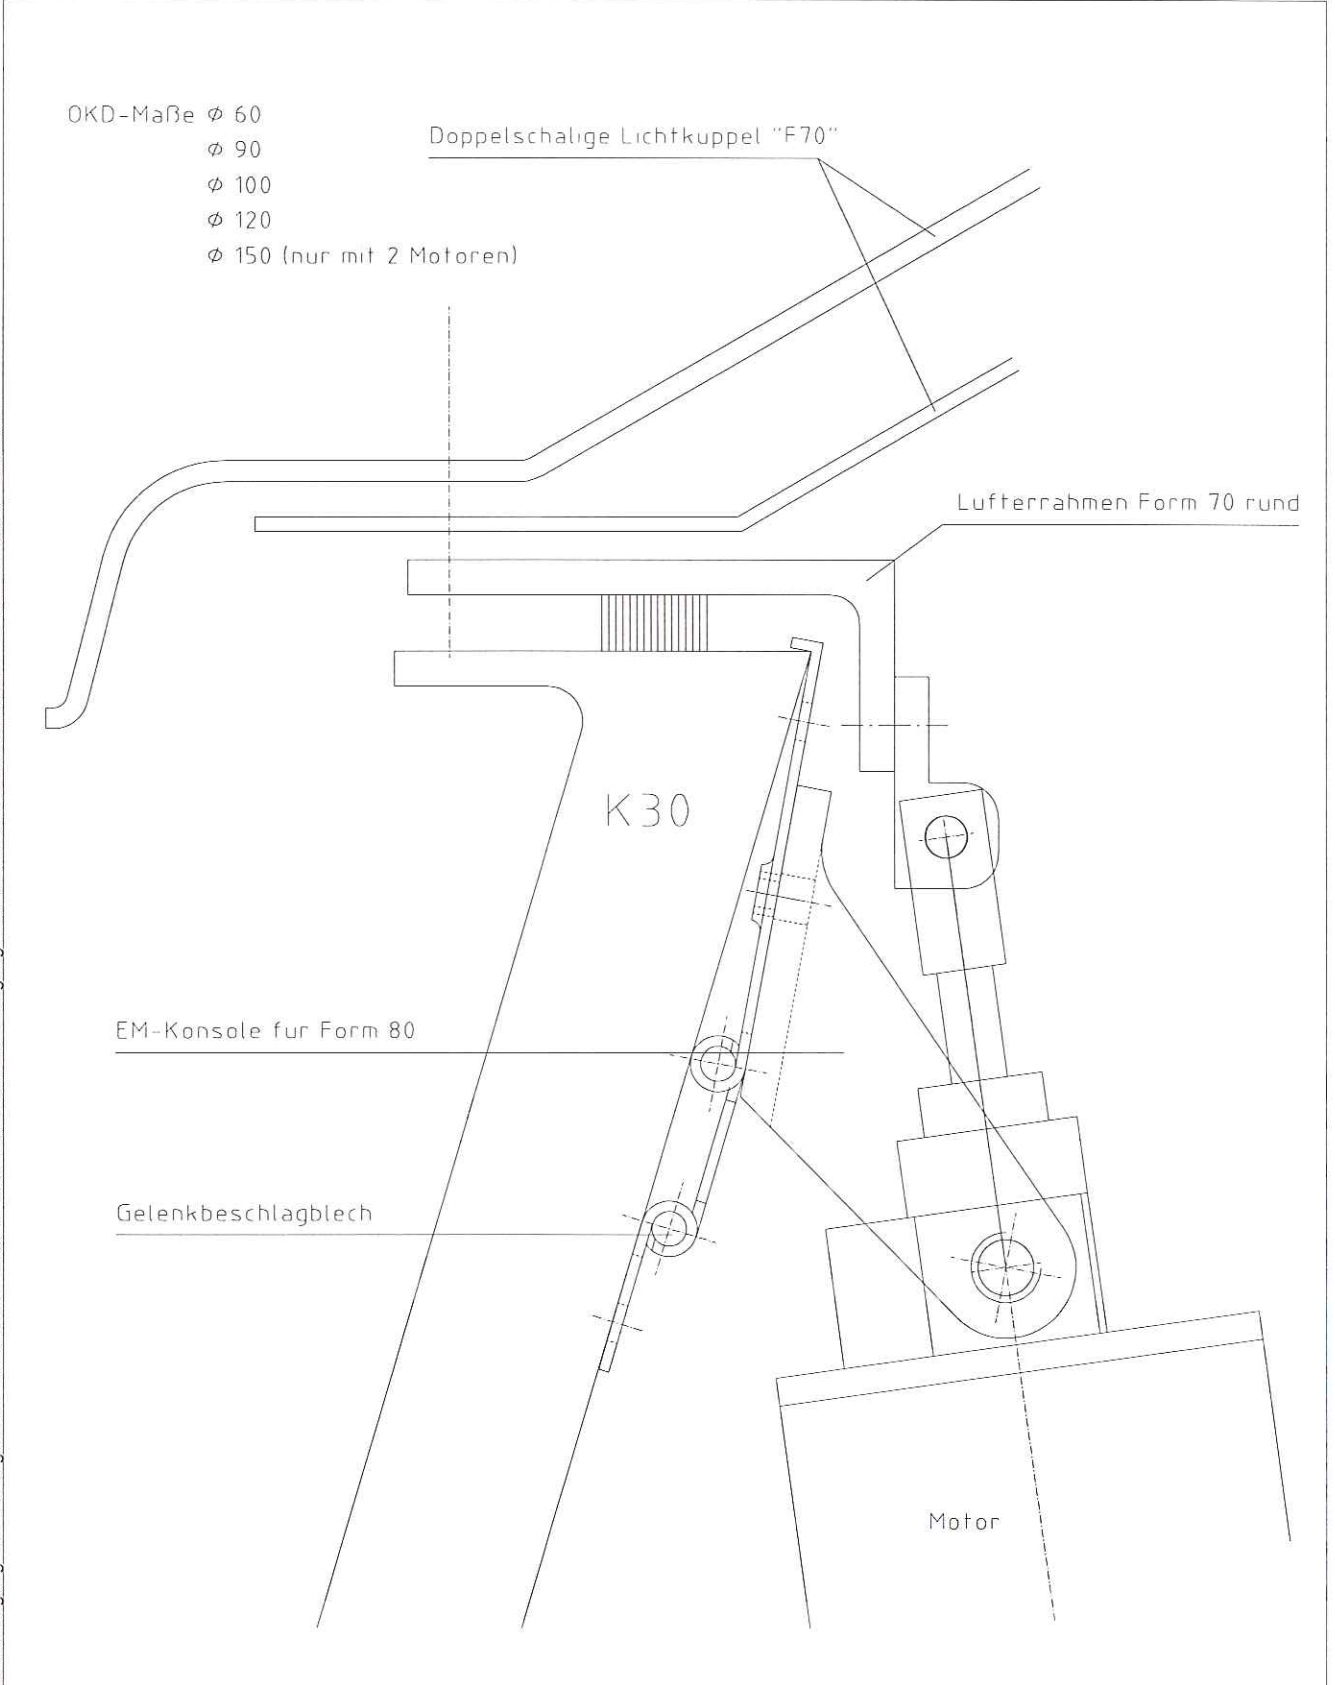 OKD-Maße ϕ 60
ϕ 90
ϕ 100
ϕ 120
ϕ 150 (nur mit 2 Motoren)
Doppelschalige Lichtkuppel "F70"
Lufterrahmen Form 70 rund
K30
EM-Konsole fur Form 80
Gelenkbeschlagblech
Motor